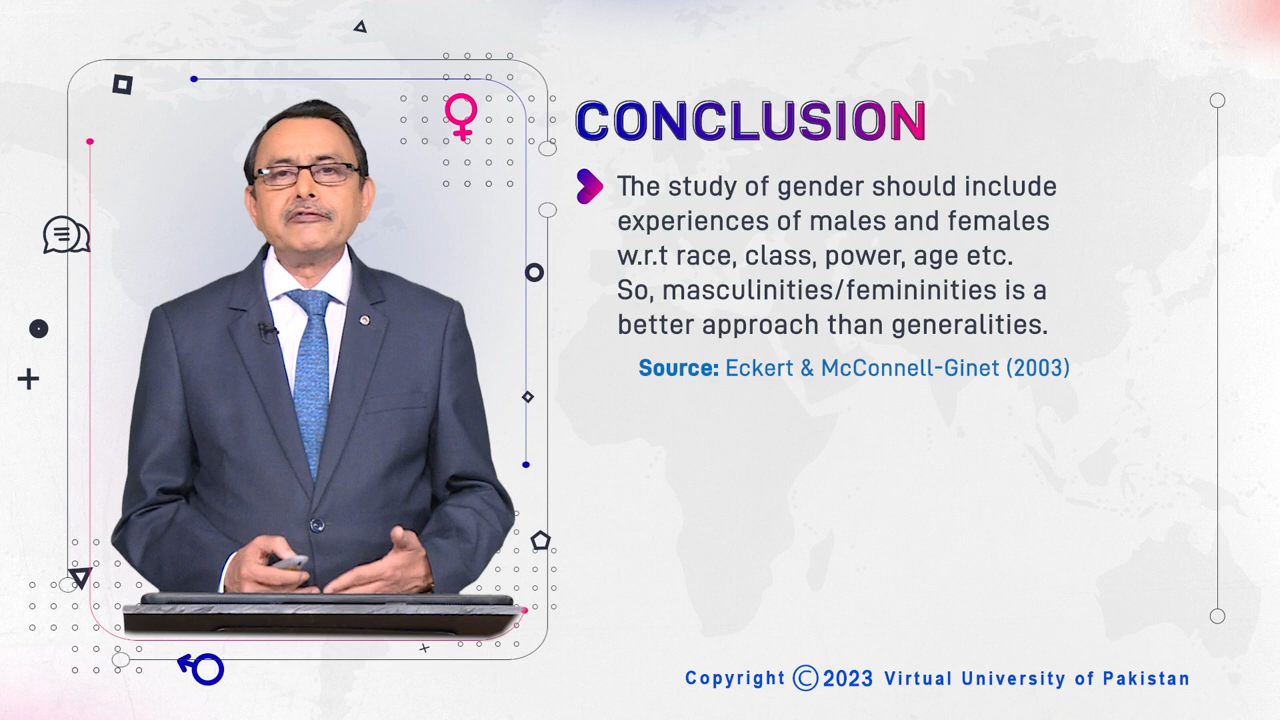 CONCLUSION
The study of gender should include
experiences of males and females
w.r.t race, class, power, age etc.
So, masculinities/femininities is a
better approach than generalities.
Source: Eckert & McConnell-Ginet (2003)
Copyright ©2023 Virtual University of Pakistan